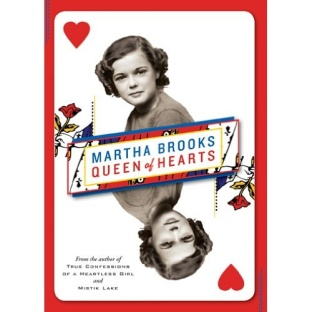 MARTHA BROOKS
QUEEN of HEARTS
From the author of
TRUE CONFESSIONS
OF A HEARTLESS GIRL
and
MISTIK LAKE